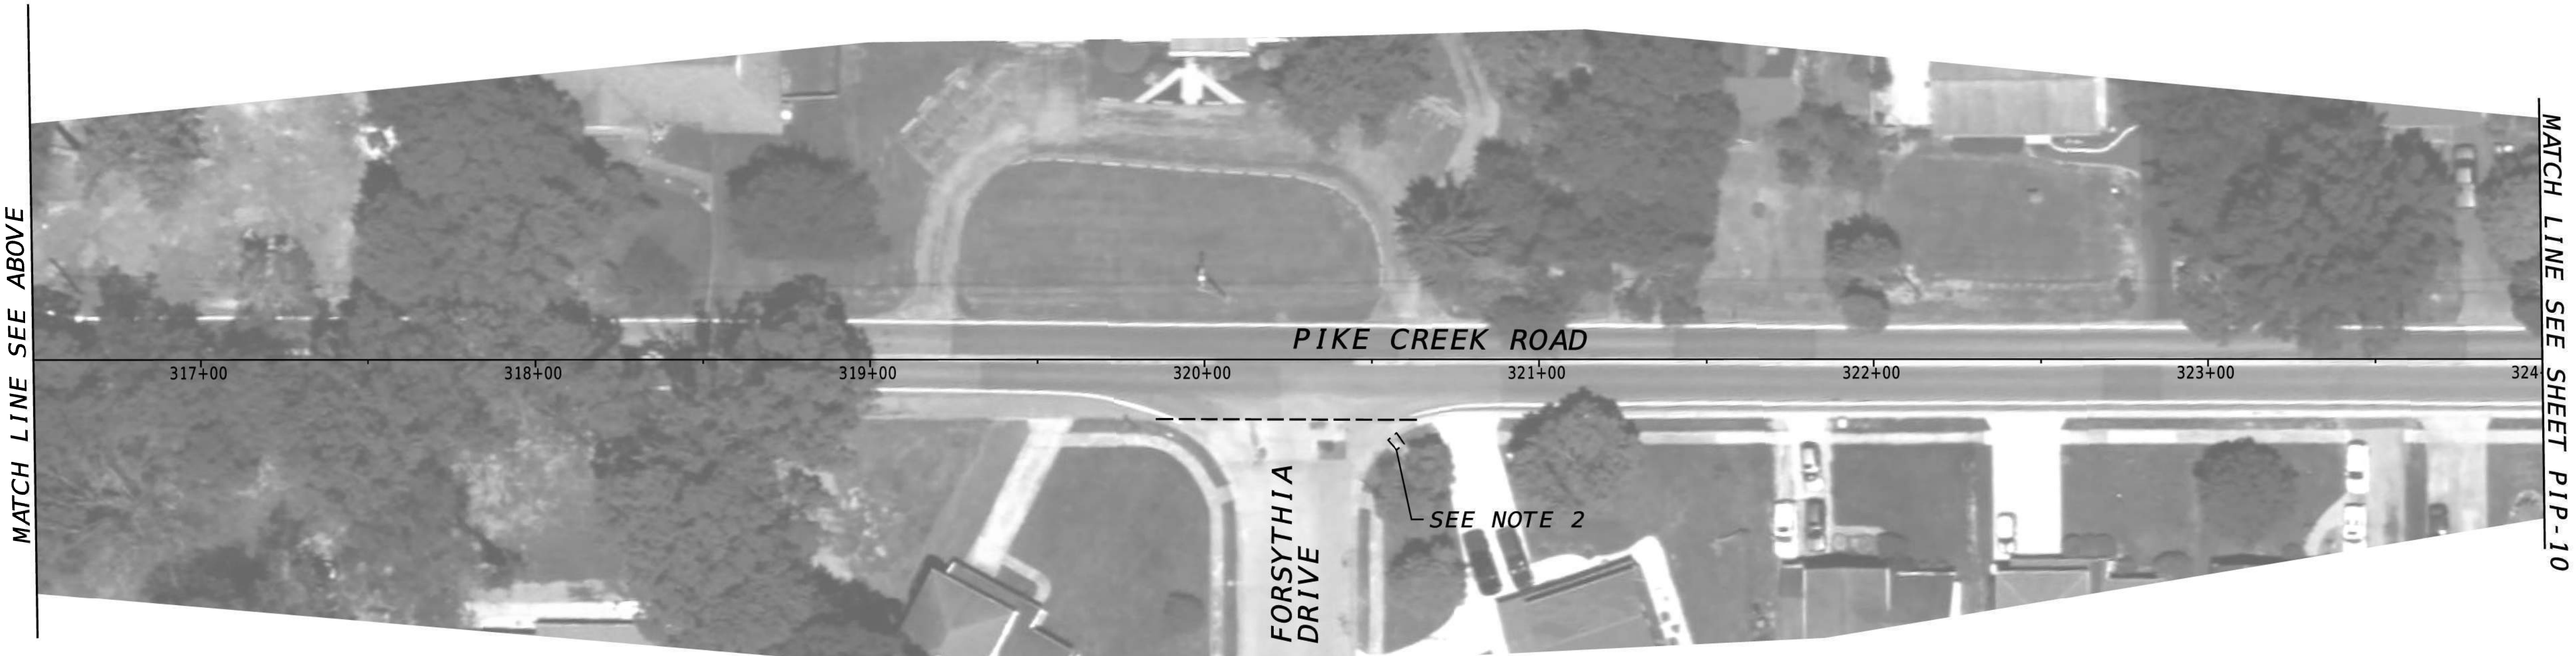 MATCH LINE SEE ABOVE
PIKE CREEK ROAD
317+00 318+00 319+00 320+00 321+00 322+00 323+00 324
SEE NOTE 2
FORSYTHIA
DRIVE
MATCH LINE SEE SHEET PIP-10